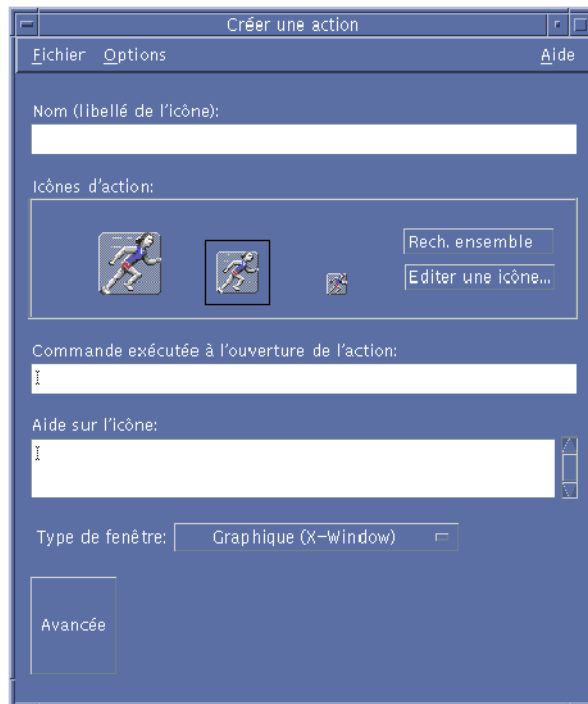 Créer une action
Fichier Options Aide
Nom (libellé de l'icône):
Icônes d'action:
Rech. ensemble
Editer une icône...
Commande exécutée à l'ouverture de l'action:
Aide sur l'icône:
Type de fenêtre: Graphique (X-Window)
Avancée